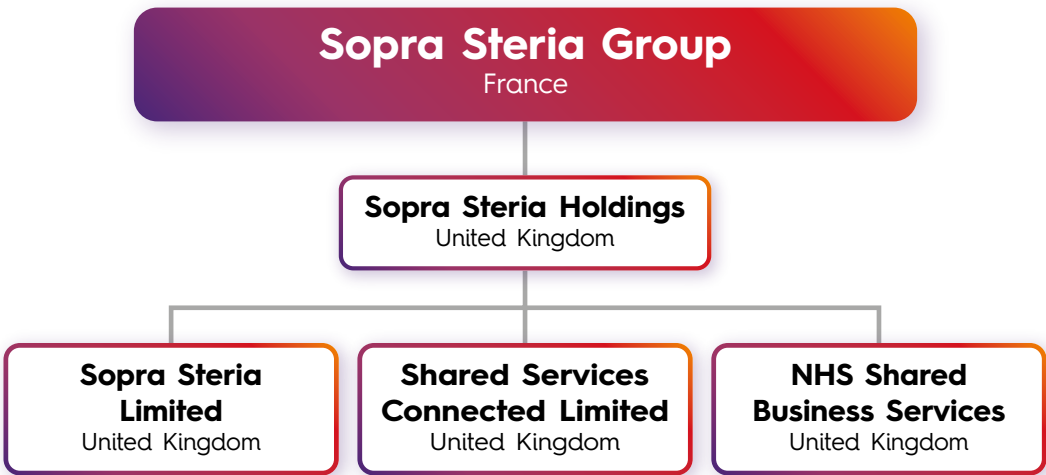 Sopra Steria Group
France
Sopra Steria Holdings
United Kingdom
Sopra Steria
Limited
United Kingdom
Shared Services
Connected Limited
United Kingdom
NHS Shared
Business Services
United Kingdom